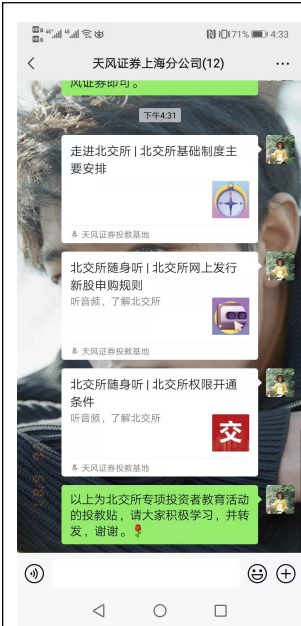 71% 4:33
天风证券上海分公司(12)
风证券即可。
下午4:31
走进北交所 | 北交所基础制度主
要安排
天风证券投教基地
北交所随身听 | 北交所网上发行
新股申购规则
听音频，了解北交所
天风证券投教基地
北交所随身听 | 北交所权限开通
条件
听音频，了解北交所
交
天风证券投教基地
以上为北交所专项投资者教育活动
的投教贴，请大家积极学习，并转
发，谢谢。🌹